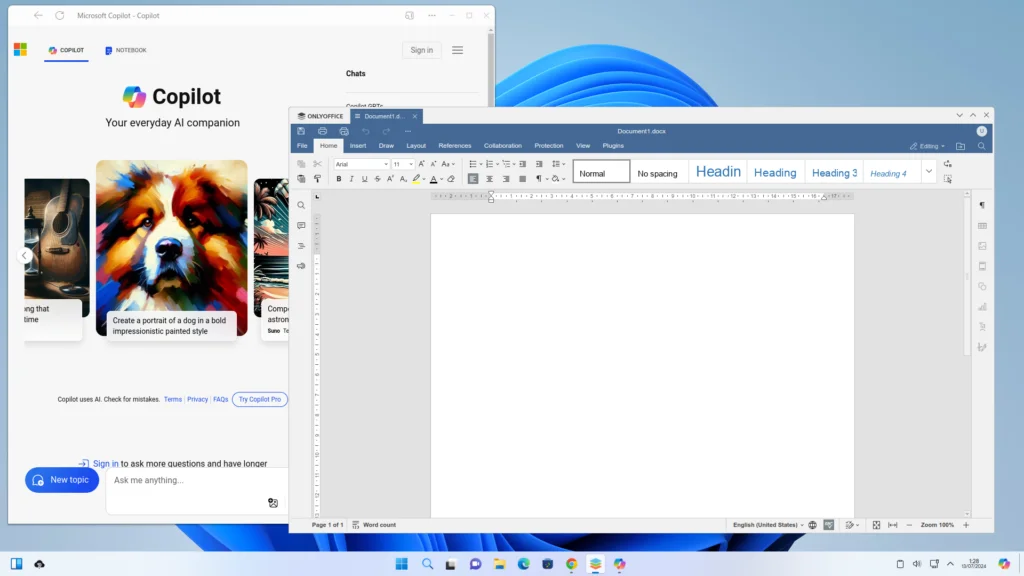 Microsoft Copilot - Copilot
COPILOT
NOTEBOOK
Sign in
Chats
Copilot GPTs
Copilot
Your everyday AI companion
ng that
time
Create a portrait of a dog in a bold
impressionistic painted style
Compo
astron
Suno Te
Copilot uses AI. Check for mistakes. Terms Privacy FAQs Try Copilot Pro
Sign in to ask more questions and have longer
New topic
Ask me anything...
ONLYOFFICE
Document1.d...
Document1.docx
File Home Insert Draw Layout References Collaboration Protection View Plugins
Editing
Arial
11
Normal
No spacing
Headin
Heading
Heading 3
Heading 4
Page 1 of 1
Word count
English (United States)
Zoom 100%
1:28
10/07/2024